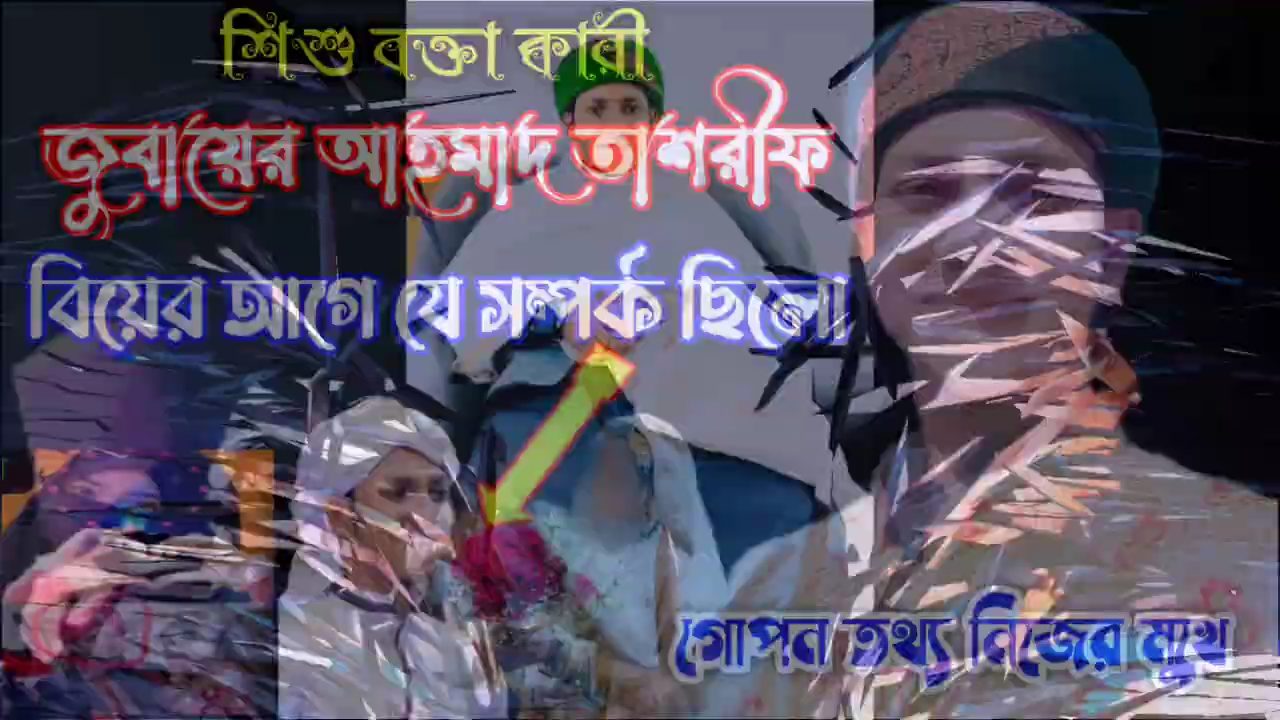 শিশু বক্তা ক্বারী
জুবায়ের আহমাদ তাশরীফ
বিয়ের আগে যে সম্পর্ক ছিলো
গোপন তথ্য নিজের মুখে